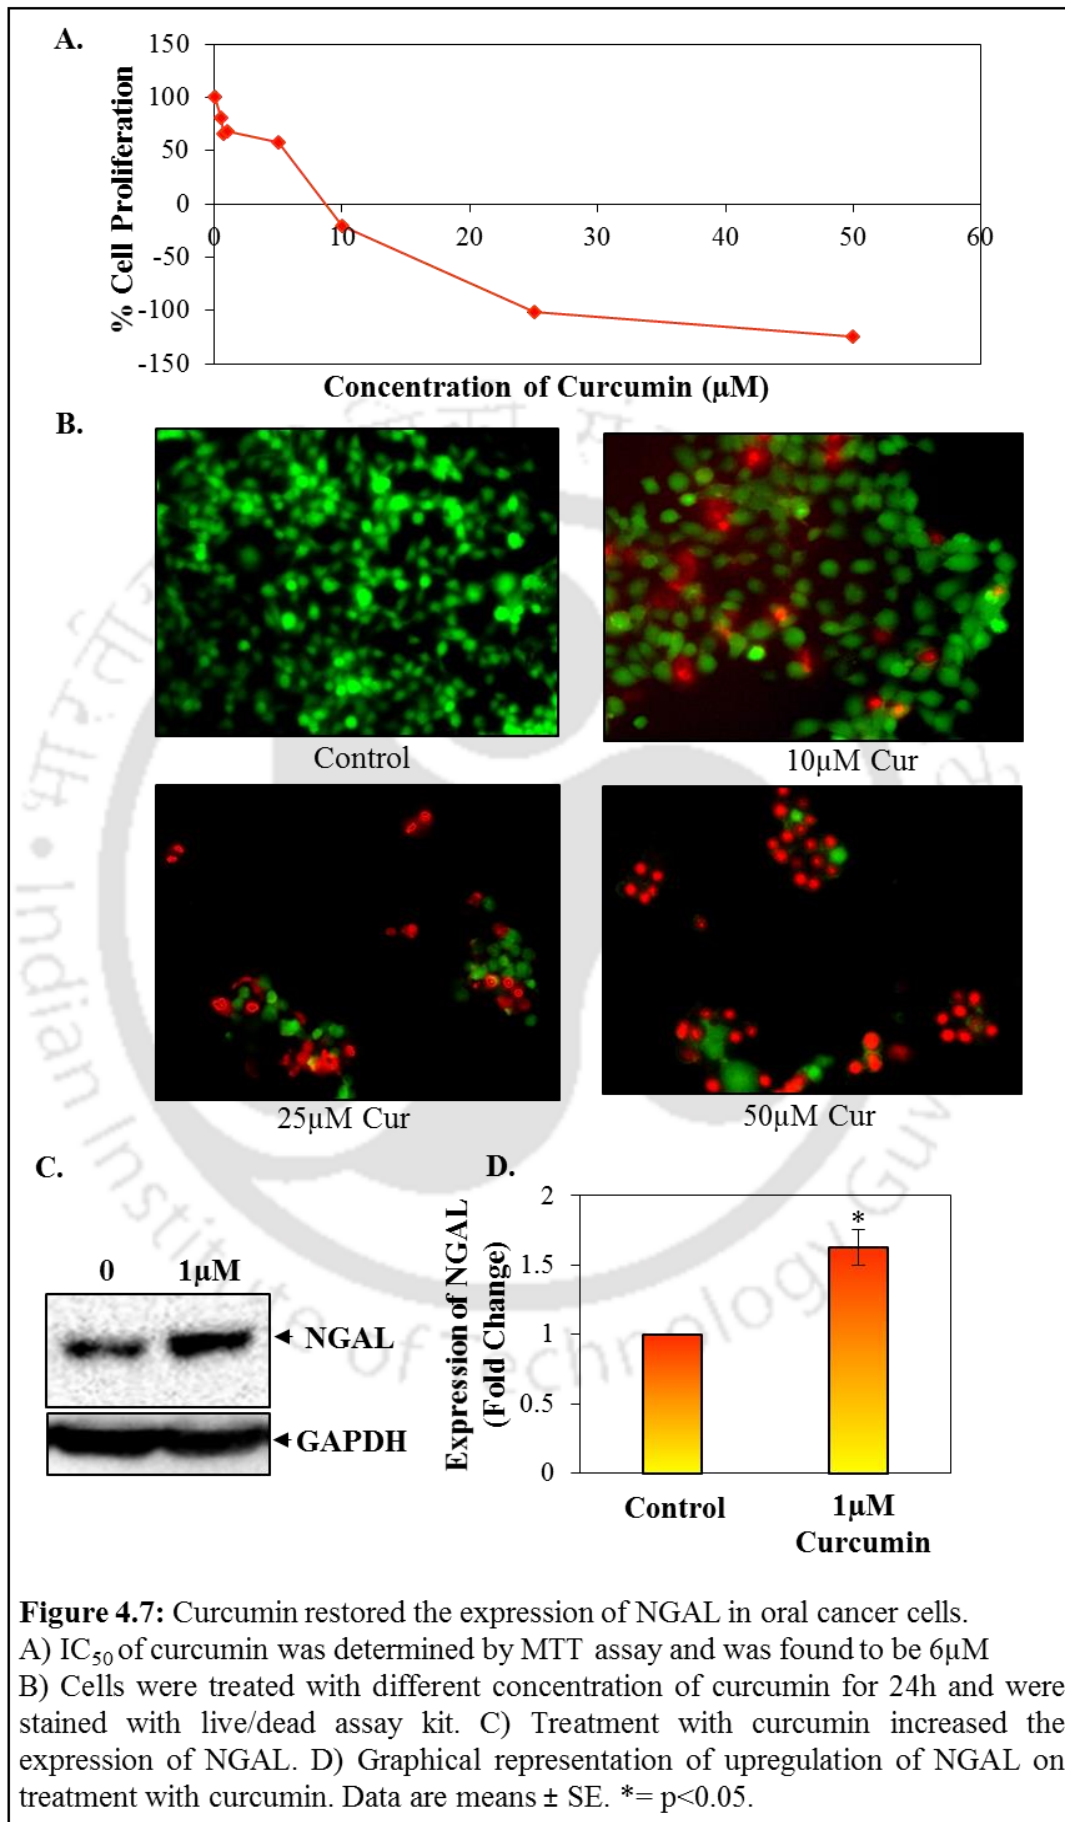 A.
150
100
50
0
-50
-100
-150
0 10 20 30 40 50 60
% Cell Proliferation
Concentration of Curcumin (µM)
B.
Control
10µM Cur
25µM Cur
50µM Cur
C.
0 1µM
NGAL
GAPDH
D.
Expression of NGAL
(Fold Change)
2
1.5
1
0.5
0
*
Control
1µM
Curcumin
Indian Institute of Technology Guw
Figure 4.7: Curcumin restored the expression of NGAL in oral cancer cells.
A) IC50 of curcumin was determined by MTT assay and was found to be 6µM
B) Cells were treated with different concentration of curcumin for 24h and were
stained with live/dead assay kit. C) Treatment with curcumin increased the
expression of NGAL. D) Graphical representation of upregulation of NGAL on
treatment with curcumin. Data are means ± SE. *= p<0.05.